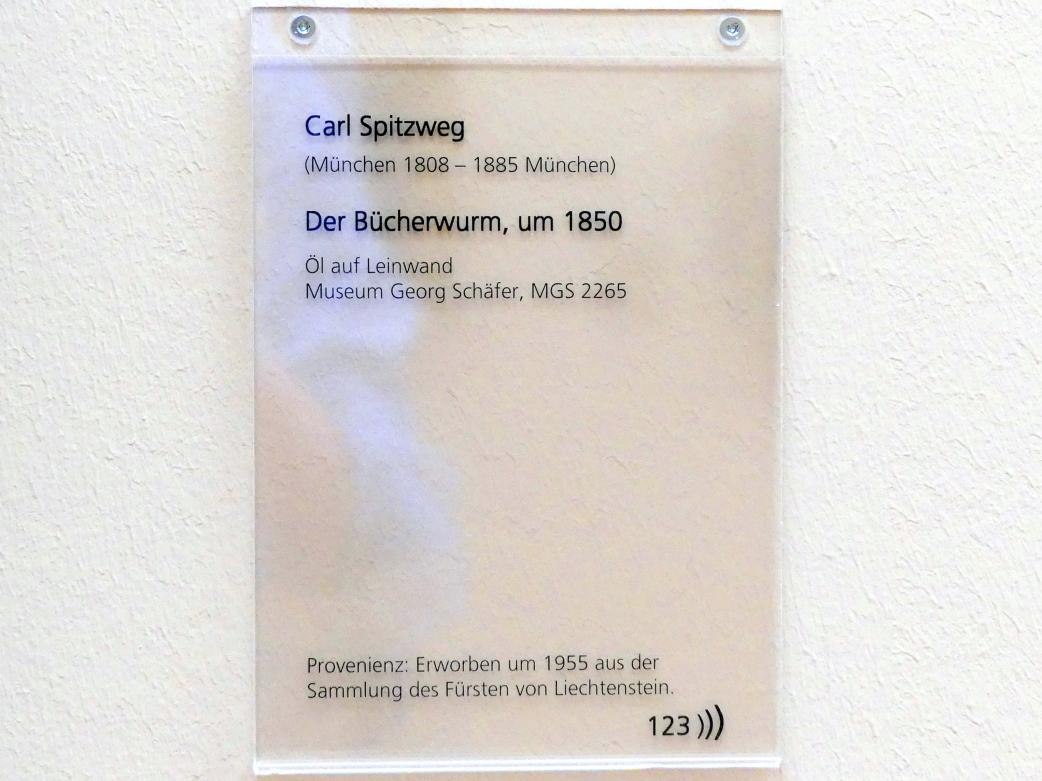 Carl Spitzweg
(München 1808 – 1885 München)
Der Bücherwurm, um 1850
Öl auf Leinwand
Museum Georg Schäfer, MGS 2265
Provenienz: Erworben um 1955 aus der
Sammlung des Fürsten von Liechtenstein.
123